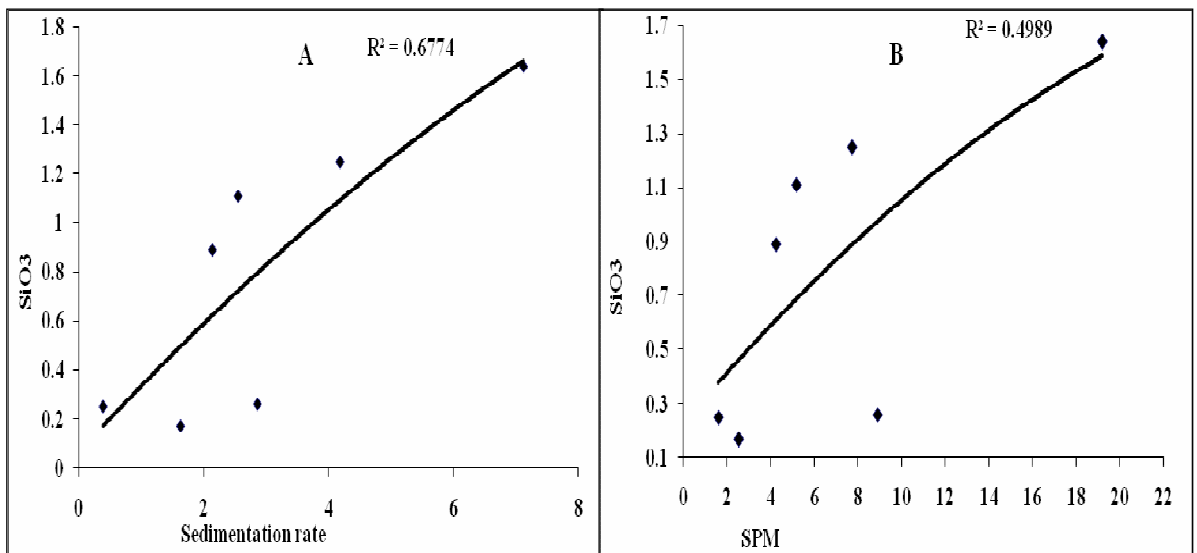 A
R² = 0.6774
SiO3
1.8
1.6
1.4
1.2
1
0.8
0.6
0.4
0.2
0
0 2 4 6 8
Sedimentation rate
B
R² = 0.4989
SiO3
1.7
1.5
1.3
1.1
0.9
0.7
0.5
0.3
0.1
0 2 4 6 8 10 12 14 16 18 20 22
SPM